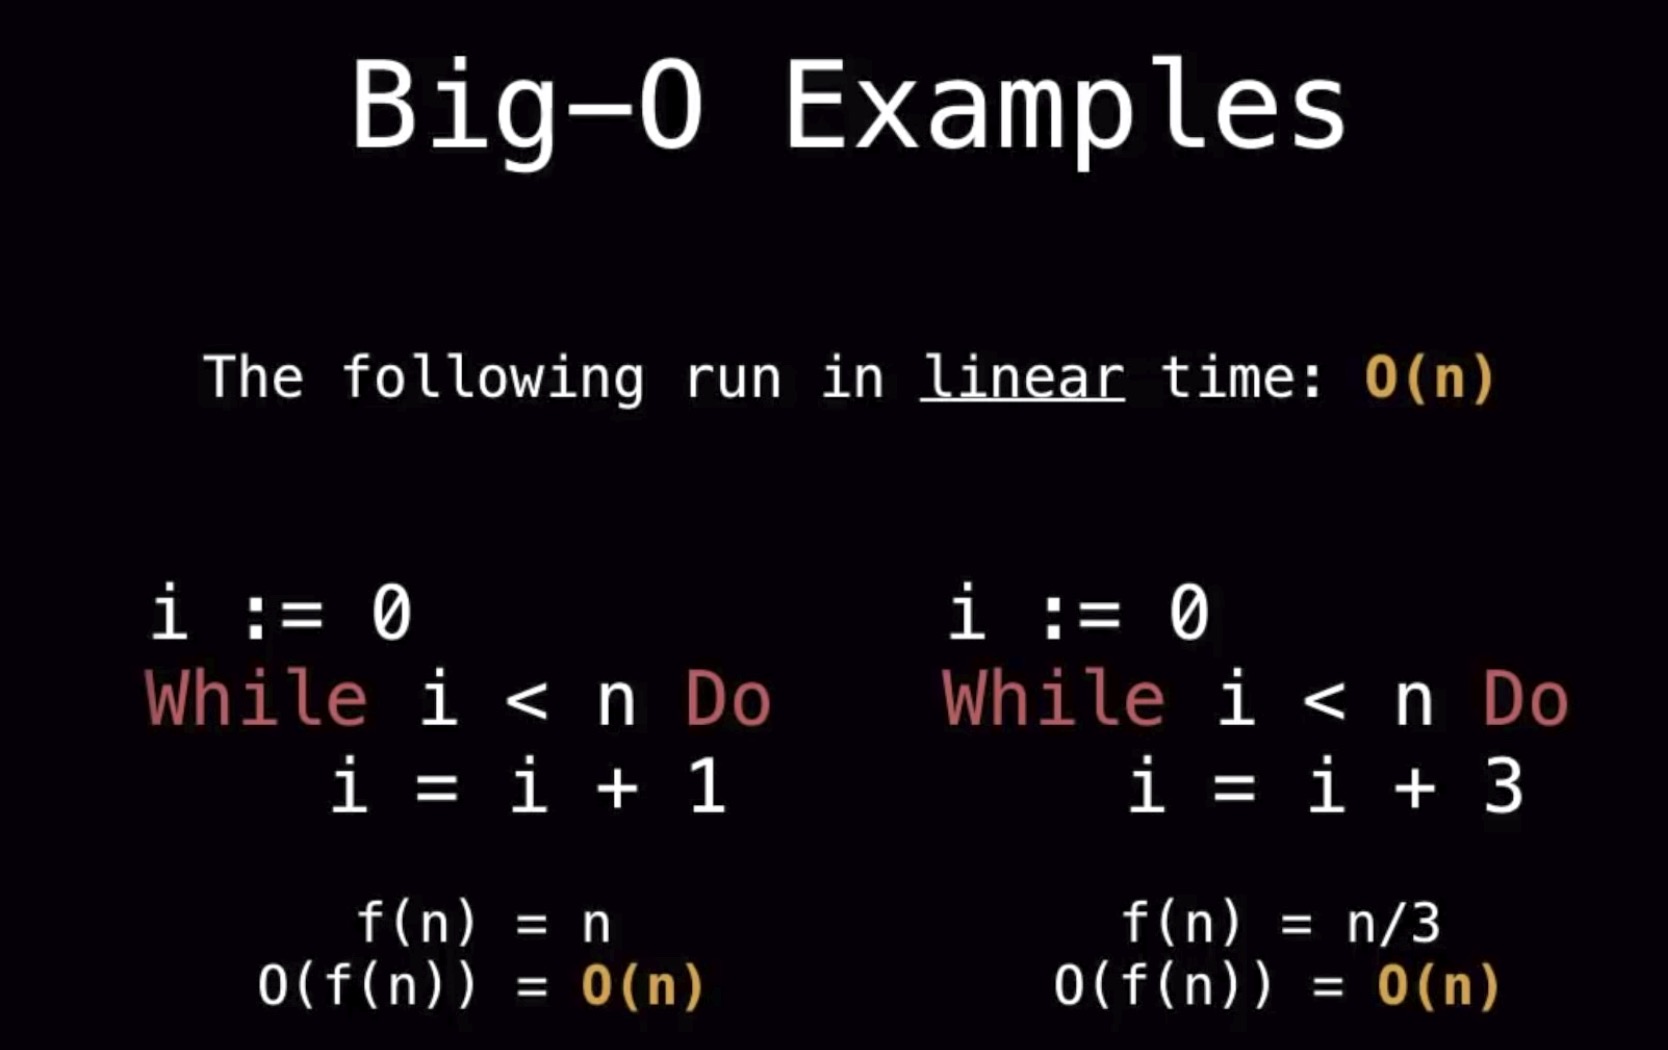 Big-O Examples
The following run in linear time: O(n)
i := 0
While i < n Do
i = i + 1
f(n) = n
O(f(n)) = O(n)
i := 0
While i < n Do
i = i + 3
f(n) = n/3
O(f(n)) = O(n)